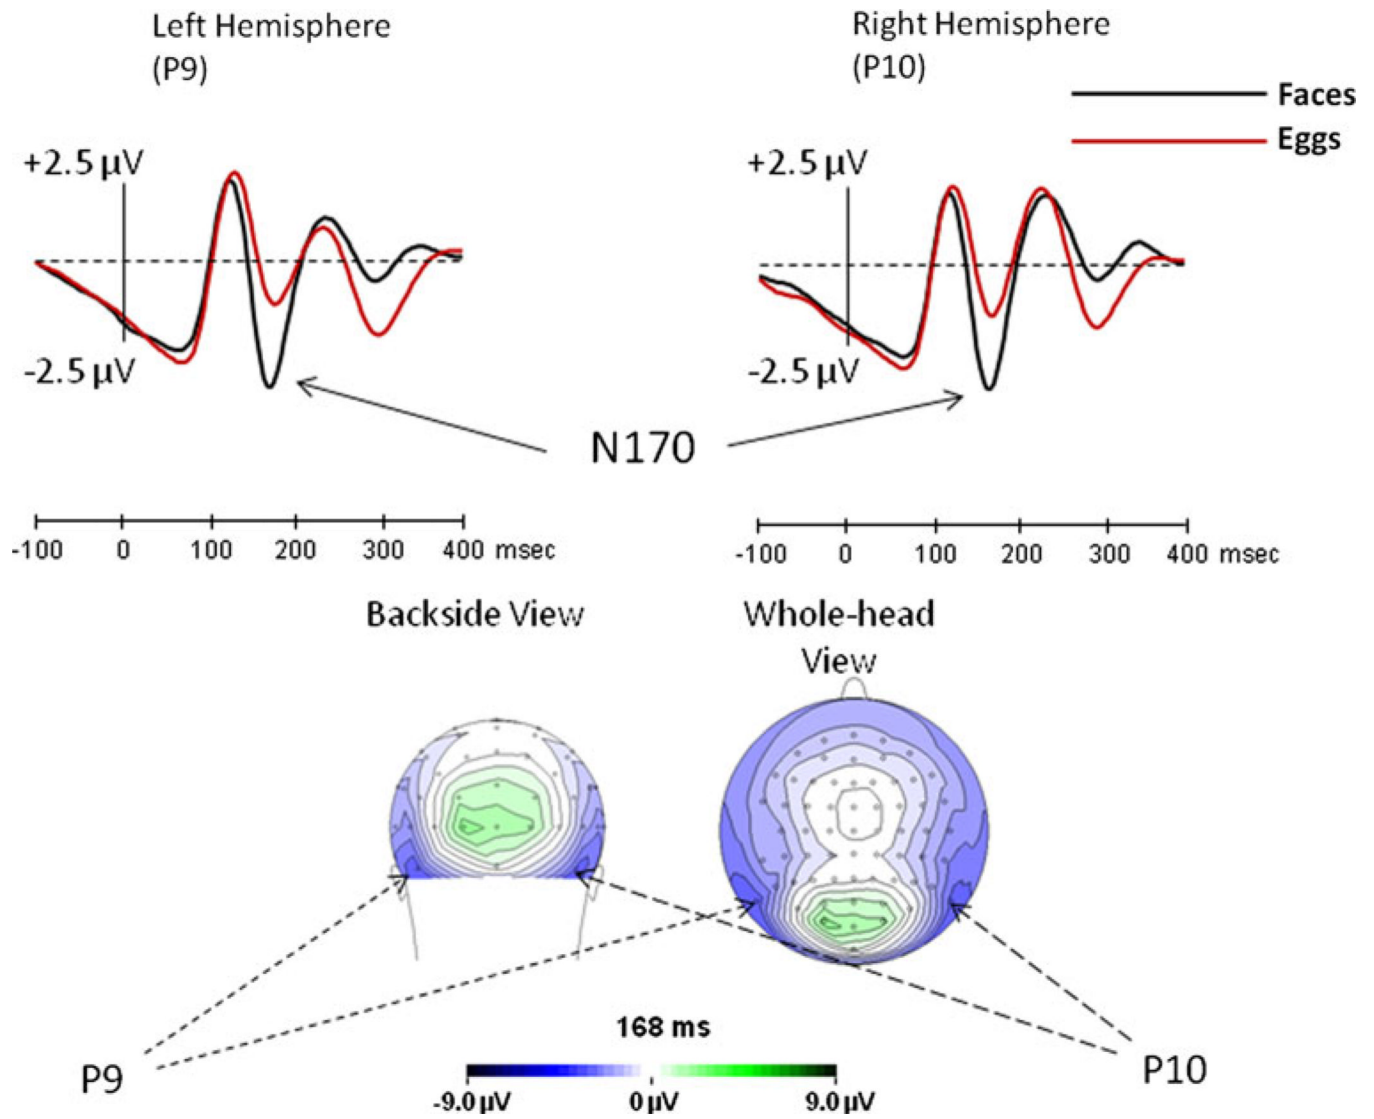 Left Hemisphere
(P9)
Right Hemisphere
(P10)
Faces
Eggs
+2.5 µV
-2.5 µV
+2.5 µV
-2.5 µV
N170
-100 0 100 200 300 400 msec
-100 0 100 200 300 400 msec
Backside View
Whole-head
View
P9
P10
168 ms
-9.0 µV 0 µV 9.0 µV